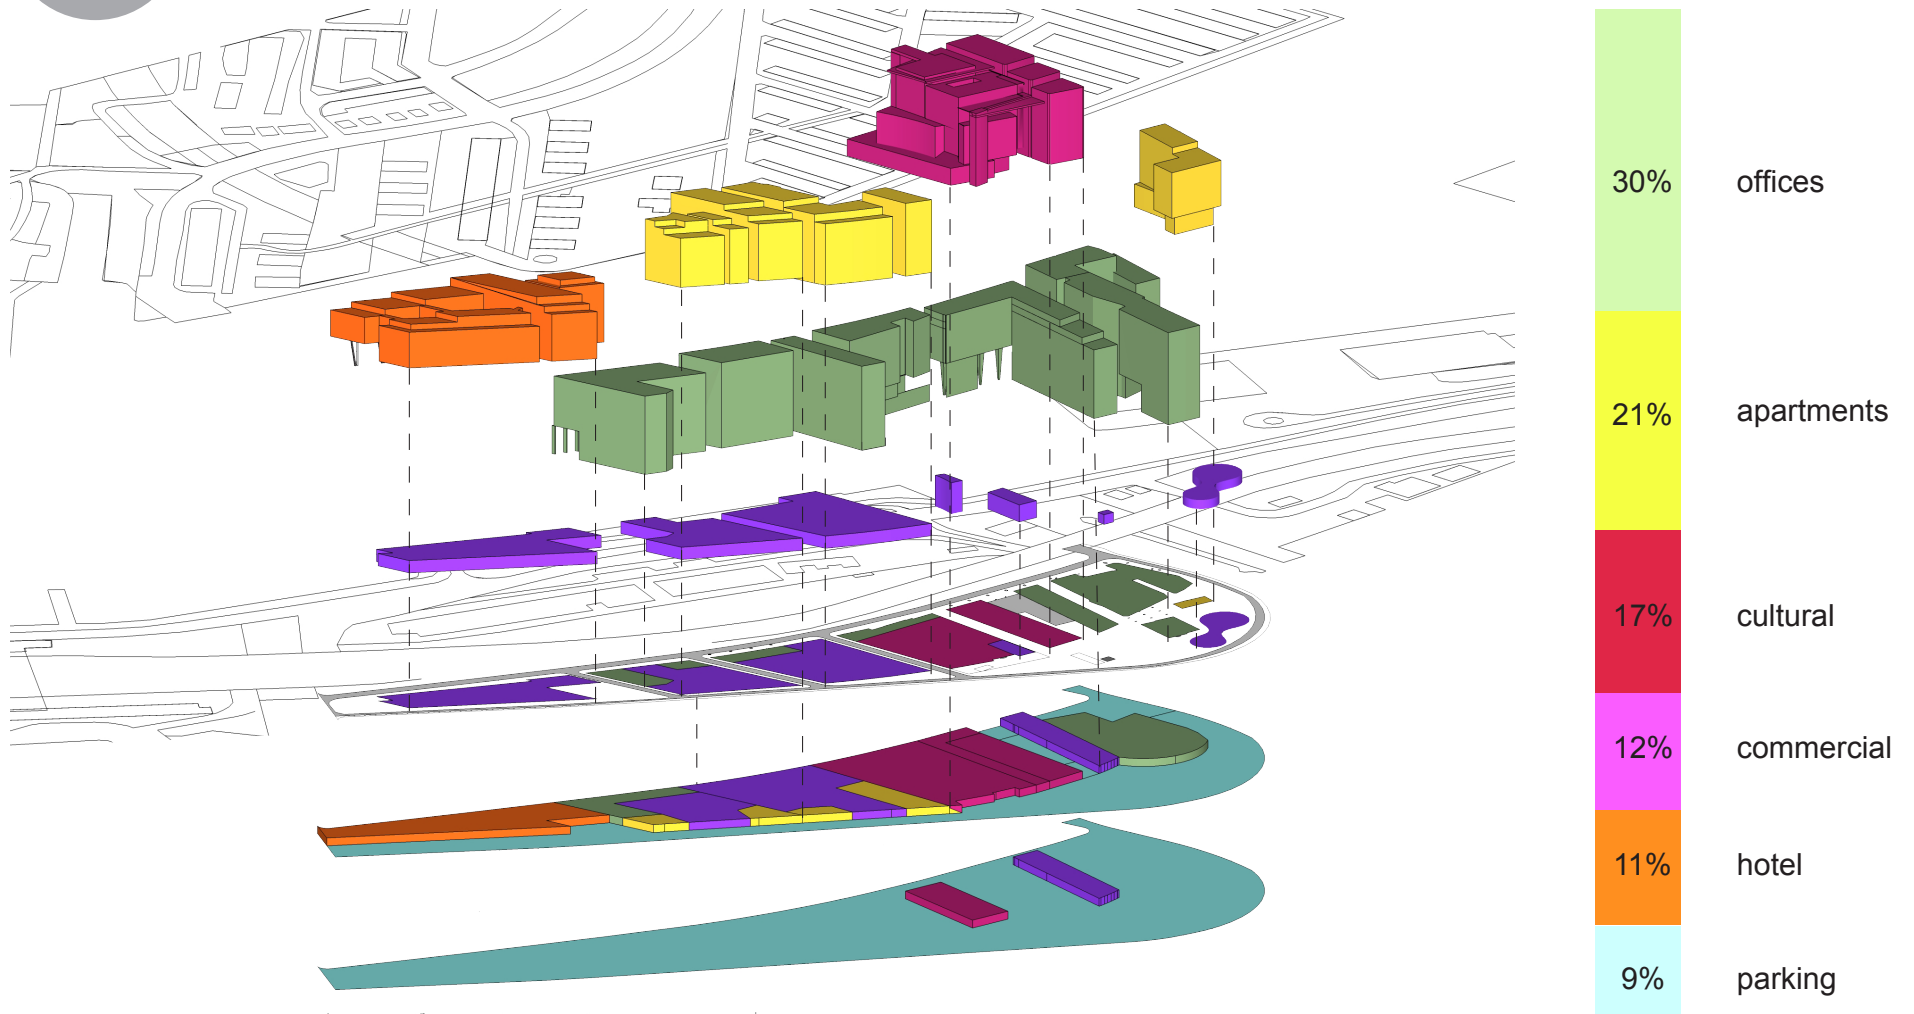 30% offices
21% apartments
17% cultural
12% commercial
11% hotel
9% parking